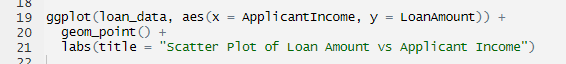 18
19 ggplot(loan_data, aes(x = ApplicantIncome, y = LoanAmount)) +
20   geom_point() +
21   labs(title = "Scatter Plot of Loan Amount vs Applicant Income")
22